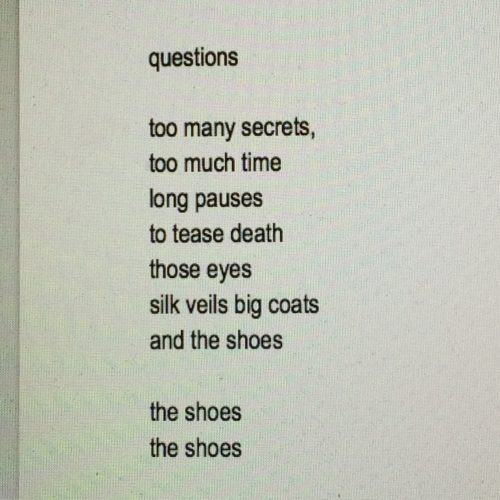 questions
too many secrets,
too much time
long pauses
to tease death
those eyes
silk veils big coats
and the shoes
the shoes
the shoes